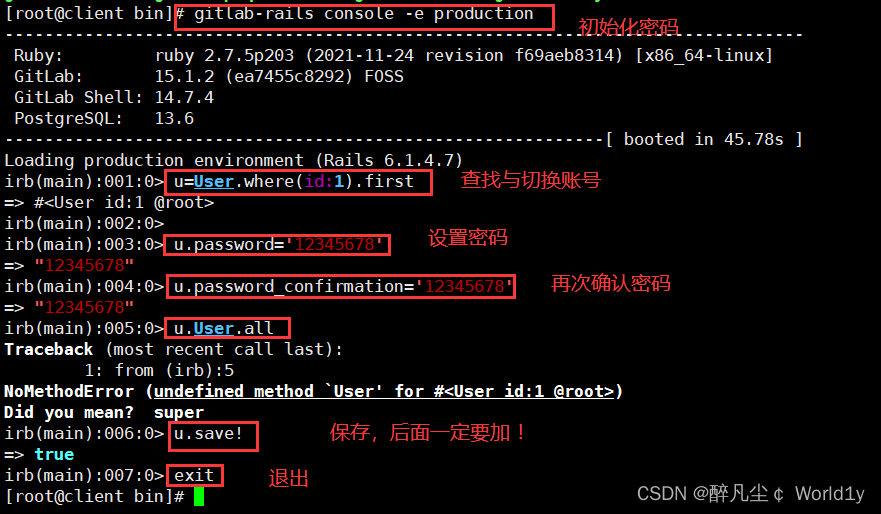 [root@client bin]# gitlab-rails console -e production 初始化密码
--------------------------------------------------------------------------------
Ruby: ruby 2.7.5p203 (2021-11-24 revision f69aeb8314) [x86_64-linux]
GitLab: 15.1.2 (ea7455c8292) FOSS
GitLab Shell: 14.7.4
PostgreSQL: 13.6
------------------------------------------------------------[ booted in 45.78s ]
Loading production environment (Rails 6.1.4.7)
irb(main):001:0> u=User.where(id:1).first 查找与切换账号
=> #<User id:1 @root>
irb(main):002:0>
irb(main):003:0> u.password='12345678' 设置密码
=> "12345678"
irb(main):004:0> u.password_confirmation='12345678' 再次确认密码
=> "12345678"
irb(main):005:0> u.User.all
Traceback (most recent call last):
1: from (irb):5
NoMethodError (undefined method `User' for #<User id:1 @root>)
Did you mean? super
irb(main):006:0> u.save! 保存，后面一定要加！
=> true
irb(main):007:0> exit 退出
[root@client bin]#
CSDN @醉凡尘￠ World1y